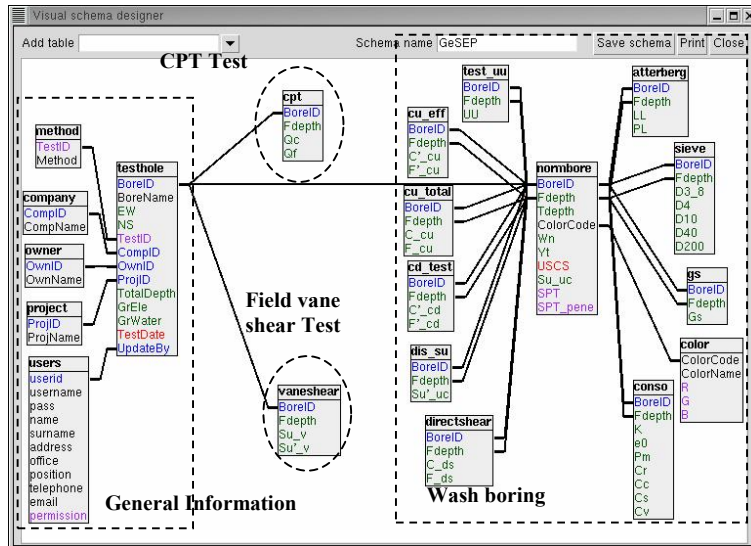 Visual schema designer
Add table
Schema name GeSEP Save schema Print Close
CPT Test
method
TestID
Method
company
CompID
CompName
owner
OwnID
OwnName
project
ProjID
ProjName
users
userid
username
pass
name
surname
address
office
position
telephone
email
permission
General Information
testhole
BoreID
BoreName
EW
NS
TestID
CompID
OwnID
ProjID
TotalDepth
GrEle
GrWater
TestDate
UpdateBy
cpt
BoreID
Fdepth
Qc
Qf
Field vane
shear Test
vaneshear
BoreID
Fdepth
Su_v
Su'_v
test_uu
BoreID
Fdepth
UU
cu_eff
BoreID
Fdepth
C'_cu
F'_cu
cu_total
BoreID
Fdepth
C_cu
F_cu
cd_test
BoreID
Fdepth
C'_cd
F'_cd
dis_su
BoreID
Fdepth
Su'_uc
directshear
BoreID
Fdepth
C_ds
F_ds
Wash boring
normbore
BoreID
Fdepth
Tdepth
ColorCode
Wn
Yt
USCS
Su_uc
SPT
SPT_pene
atterberg
BoreID
Fdepth
LL
PL
sieve
BoreID
Fdepth
D3_8
D4
D10
D40
D200
gs
BoreID
Fdepth
Gs
color
ColorCode
ColorName
R
G
B
conso
BoreID
Fdepth
K
e0
Pm
Cr
Cc
Cs
Cv